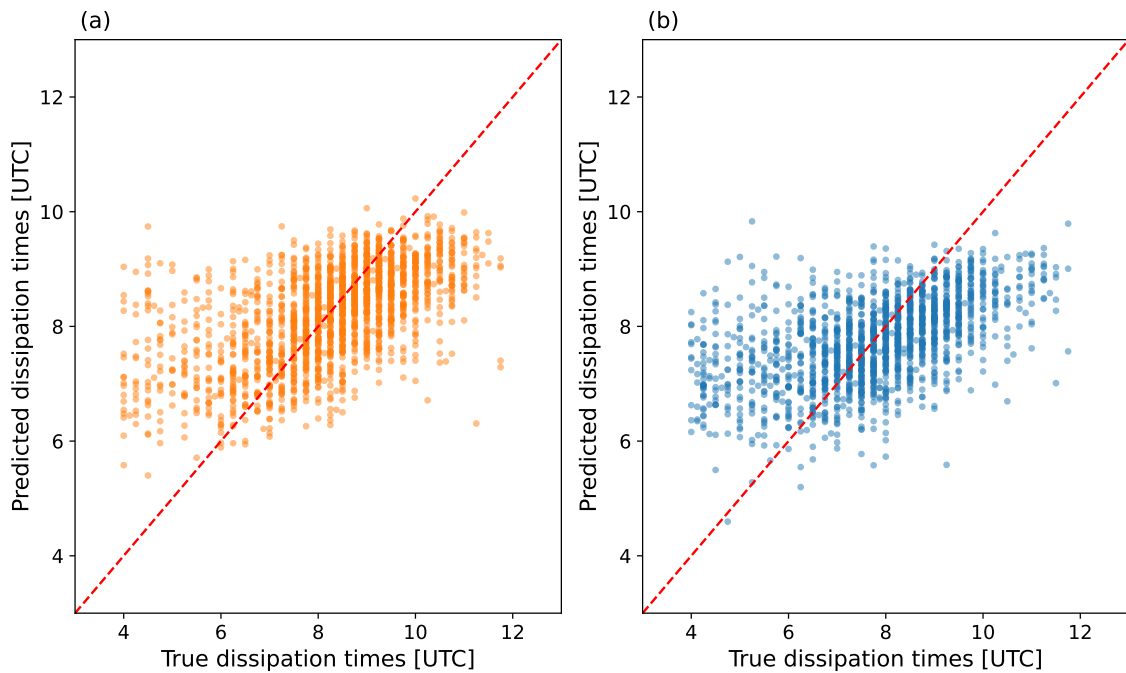 (a)
Predicted dissipation times [UTC]
12
10
8
6
4
4 6 8 10 12
True dissipation times [UTC]
(b)
Predicted dissipation times [UTC]
12
10
8
6
4
4 6 8 10 12
True dissipation times [UTC]